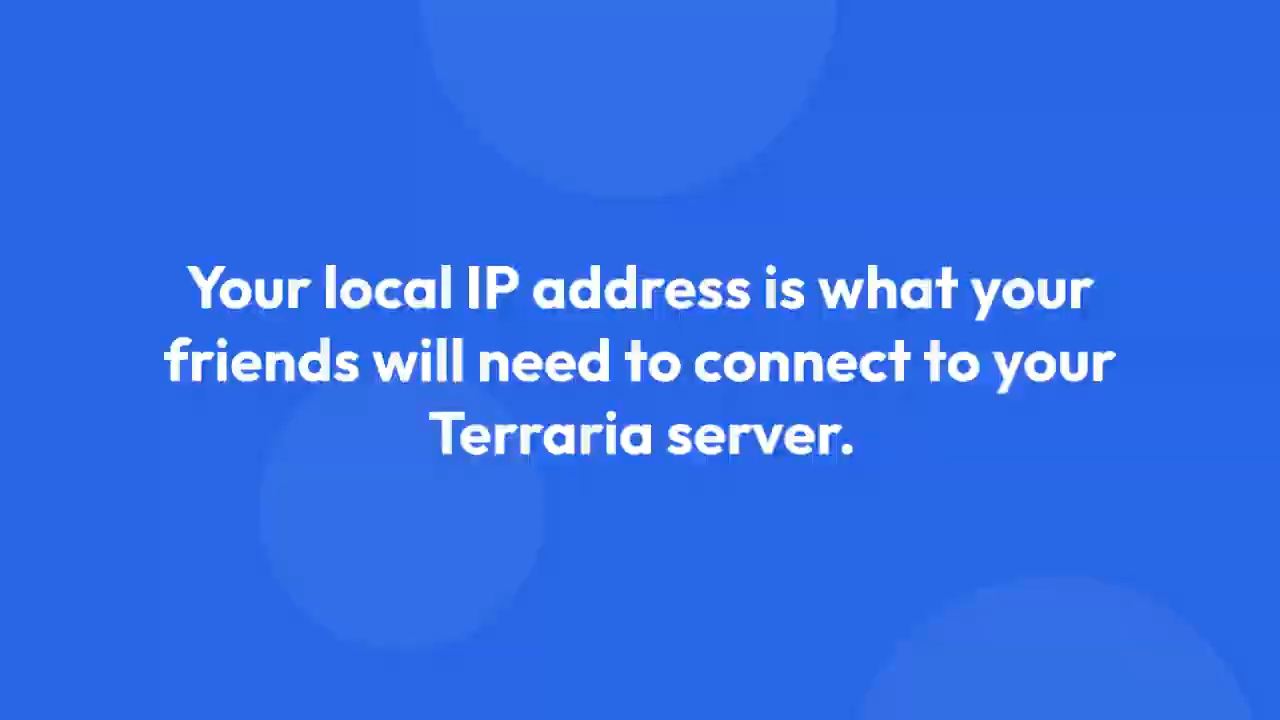 Your local IP address is what your
friends will need to connect to your
Terraria server.